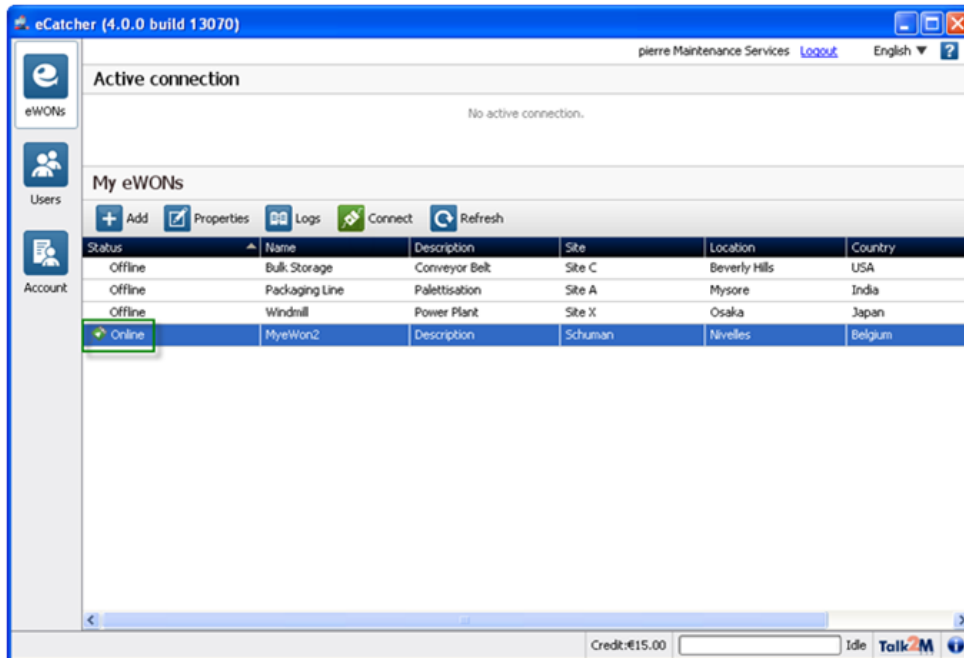 eCatcher (4.0.0 build 13070)
pierre Maintenance Services Logout English ?
eWONs
Users
Account
Active connection
No active connection.
My eWONs
Add Properties Logs Connect Refresh
Status Name Description Site Location Country
Offline Bulk Storage Conveyor Belt Site C Beverly Hills USA
Offline Packaging Line Palettisation Site A Mysore India
Offline Windmill Power Plant Site X Osaka Japan
Online MyeWon2 Description Schuman Nivelles Belgium
Credit:€15.00 Idle Talk2M